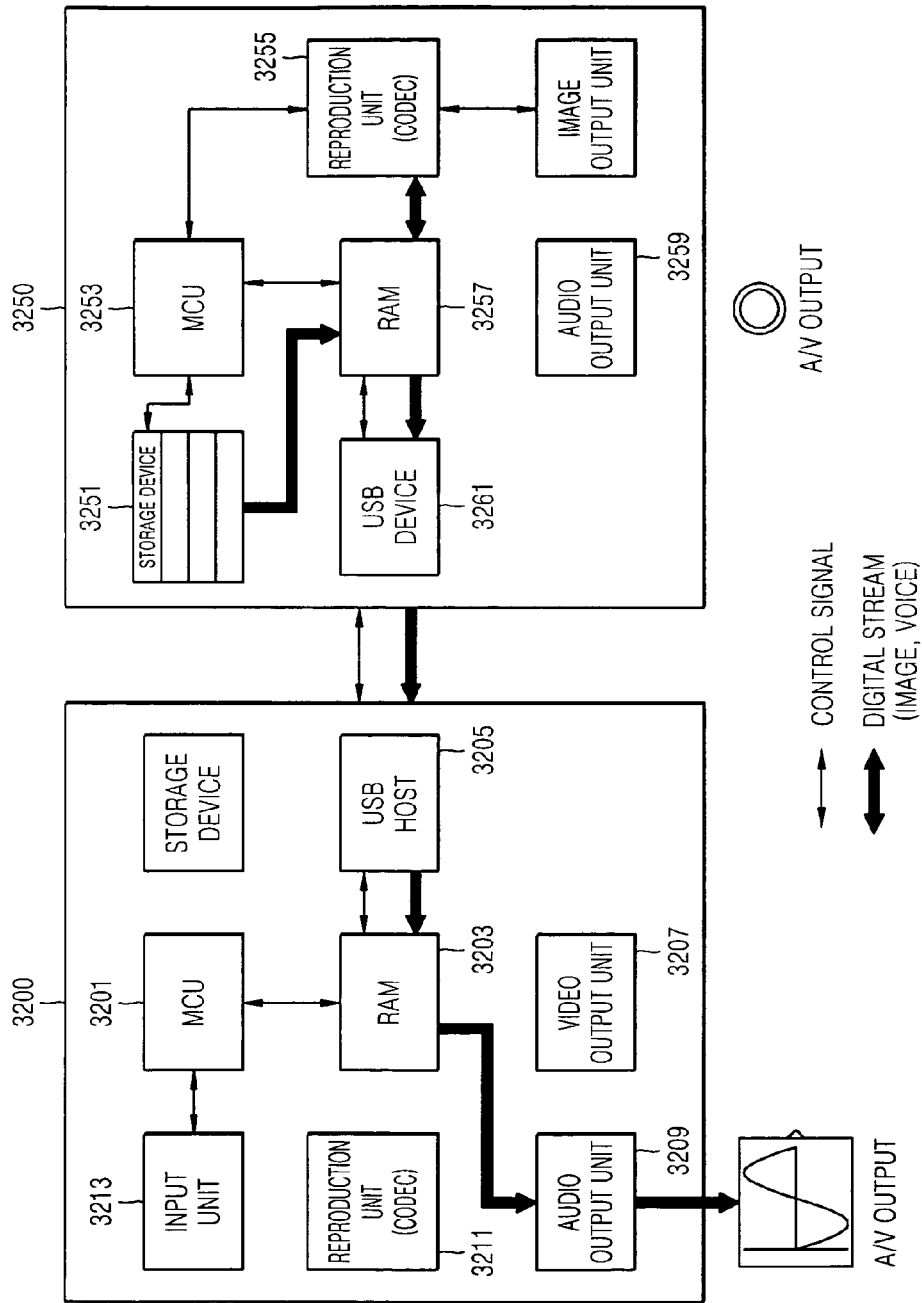 3200
3213
INPUT
UNIT
3201
MCU
STORAGE
DEVICE
REPRODUCTION
UNIT
(CODEC)
3211
RAM
3203
USB
HOST
3205
AUDIO
OUTPUT UNIT
3209
VIDEO
OUTPUT UNIT
3207
A/V OUTPUT
3250
3251
STORAGE DEVICE
3253
MCU
3255
REPRODUCTION
UNIT
(CODEC)
USB
DEVICE
3261
RAM
3257
AUDIO
OUTPUT UNIT
3259
IMAGE
OUTPUT UNIT
A/V OUTPUT
CONTROL SIGNAL
DIGITAL STREAM
(IMAGE, VOICE)